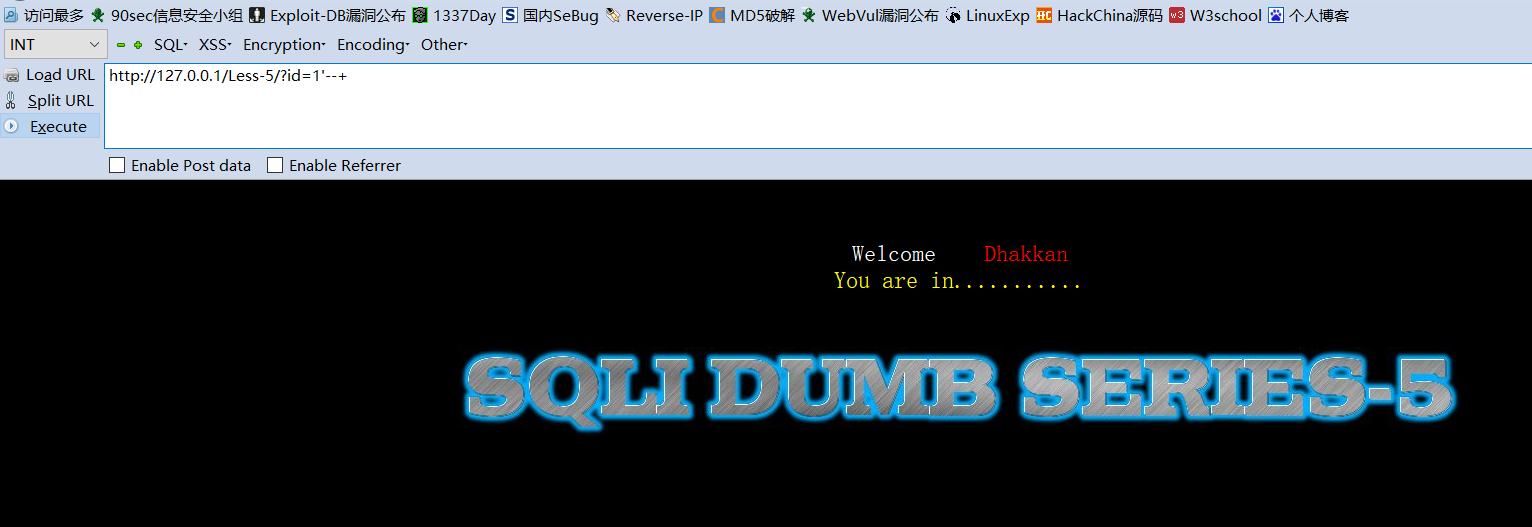 访问最多 90sec信息安全小组 Exploit-DB漏洞公布 1337Day S 国内SeBug Reverse-IP MD5破解 WebVul漏洞公布 LinuxExp HackChina源码 w3 W3school 个人博客
INT SQL XSS Encryption Encoding Other
Load URL http://127.0.0.1/Less-5/?id=1'--+
Split URL
Execute
Enable Post data Enable Referrer
Welcome Dhakkan
You are in...........
SQLI DUMB SERIES-5